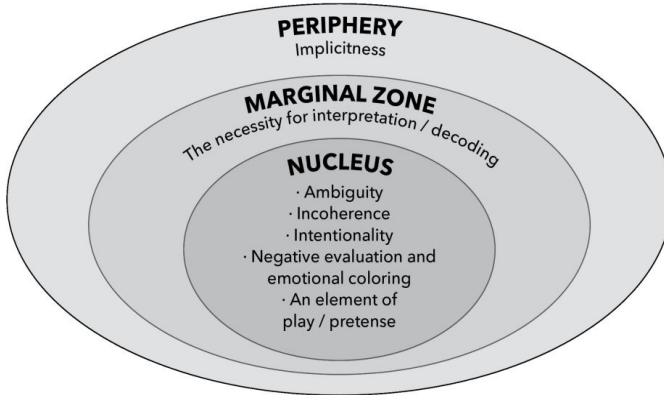 PERIPHERY
Implicitness
MARGINAL ZONE
The necessity for interpretation / decoding
NUCLEUS
· Ambiguity
· Incoherence
· Intentionality
· Negative evaluation and
emotional coloring
· An element of
play / pretense